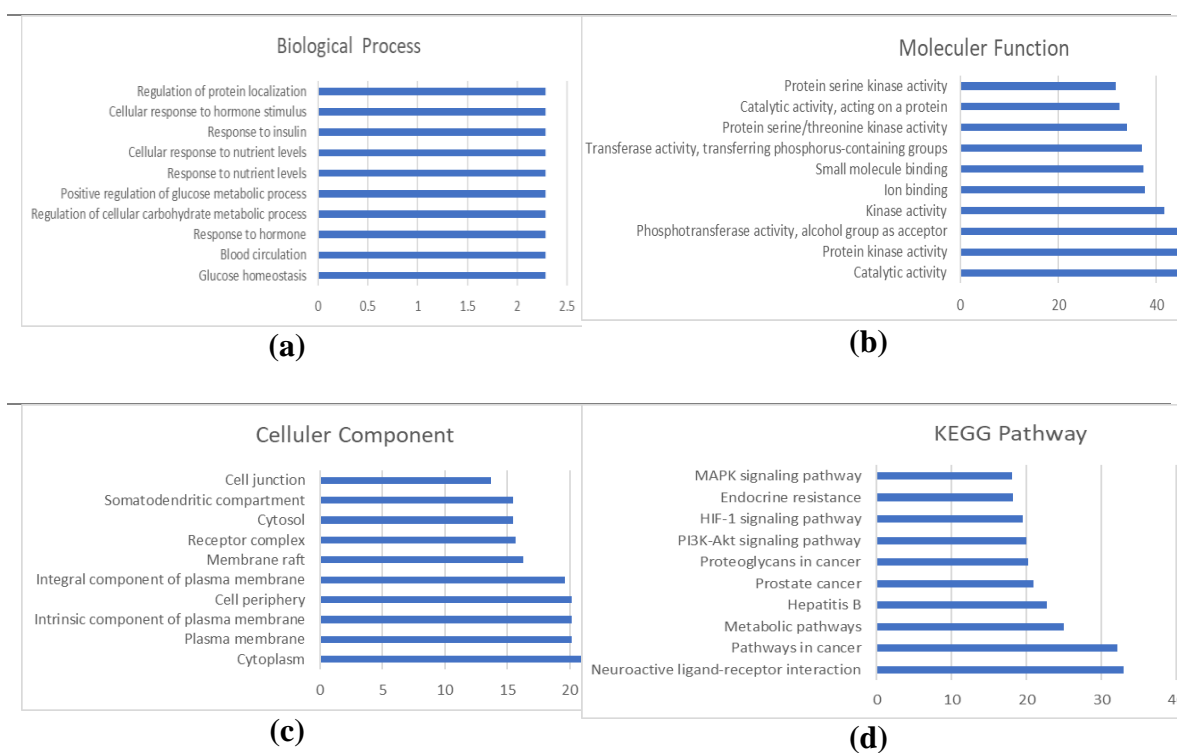 Biological Process
Regulation of protein localization
Cellular response to hormone stimulus
Response to insulin
Cellular response to nutrient levels
Response to nutrient levels
Positive regulation of glucose metabolic process
Regulation of cellular carbohydrate metabolic process
Response to hormone
Blood circulation
Glucose homeostasis
0 0.5 1 1.5 2 2.5
(a)
Moleculer Function
Protein serine kinase activity
Catalytic activity, acting on a protein
Protein serine/threonine kinase activity
Transferase activity, transferring phosphorus-containing groups
Small molecule binding
Ion binding
Kinase activity
Phosphotransferase activity, alcohol group as acceptor
Protein kinase activity
Catalytic activity
0 20 40
(b)
Celluler Component
Cell junction
Somatodendritic compartment
Cytosol
Receptor complex
Membrane raft
Integral component of plasma membrane
Cell periphery
Intrinsic component of plasma membrane
Plasma membrane
Cytoplasm
0 5 10 15 20
(c)
KEGG Pathway
MAPK signaling pathway
Endocrine resistance
HIF-1 signaling pathway
PI3K-Akt signaling pathway
Proteoglycans in cancer
Prostate cancer
Hepatitis B
Metabolic pathways
Pathways in cancer
Neuroactive ligand-receptor interaction
0 10 20 30 40
(d)